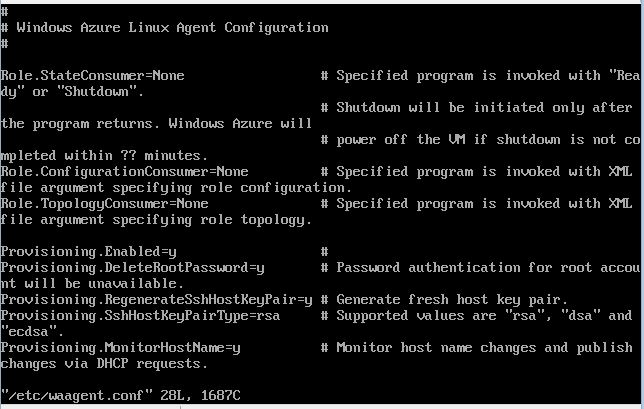 #
# Windows Azure Linux Agent Configuration
#
Role.StateConsumer=None # Specified program is invoked with "Rea
dy" or "Shutdown".
# Shutdown will be initiated only after
the program returns. Windows Azure will
# power off the VM if shutdown is not co
mpleted within ?? minutes.
Role.ConfigurationConsumer=None # Specified program is invoked with XML
file argument specifying role configuration.
Role.TopologyConsumer=None # Specified program is invoked with XML
file argument specifying role topology.
Provisioning.Enabled=y #
Provisioning.DeleteRootPassword=y # Password authentication for root accou
nt will be unavailable.
Provisioning.RegenerateSshHostKeyPair=y # Generate fresh host key pair.
Provisioning.SshHostKeyPairType=rsa # Supported values are "rsa", "dsa" and
"ecdsa".
Provisioning.MonitorHostName=y # Monitor host name changes and publish
changes via DHCP requests.
"/etc/waagent.conf" 28L, 1687C